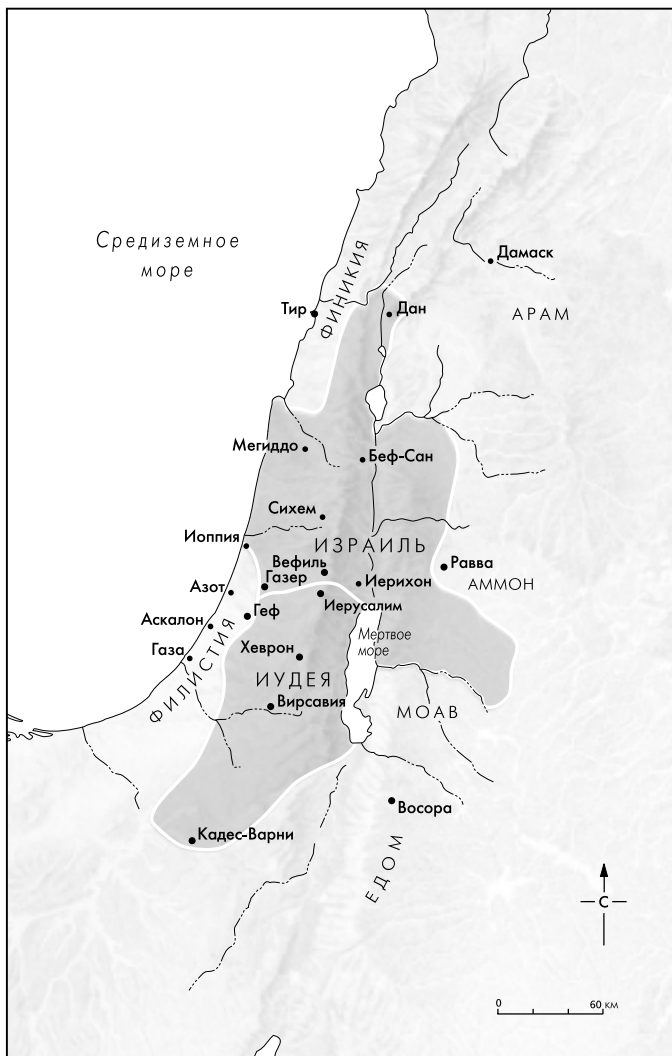 Средиземное
море
ФИНИКИЯ
Дамаск
Тир
Дан
АРАМ
Мегиддо
Беф-Сан
Сихем
Иоппия
ИЗРАИЛЬ
Вефиль
Равва
Газер
Иерихон
АММОН
Азот
Иерусалим
Геф
Аскалон
Мертвое
море
Хеврон
Газа
ФИЛИСТИЯ
ИУДЕЯ
Вирсавия
МОАВ
Восора
Кадес-Варни
ЕДОМ
С
0 60 км